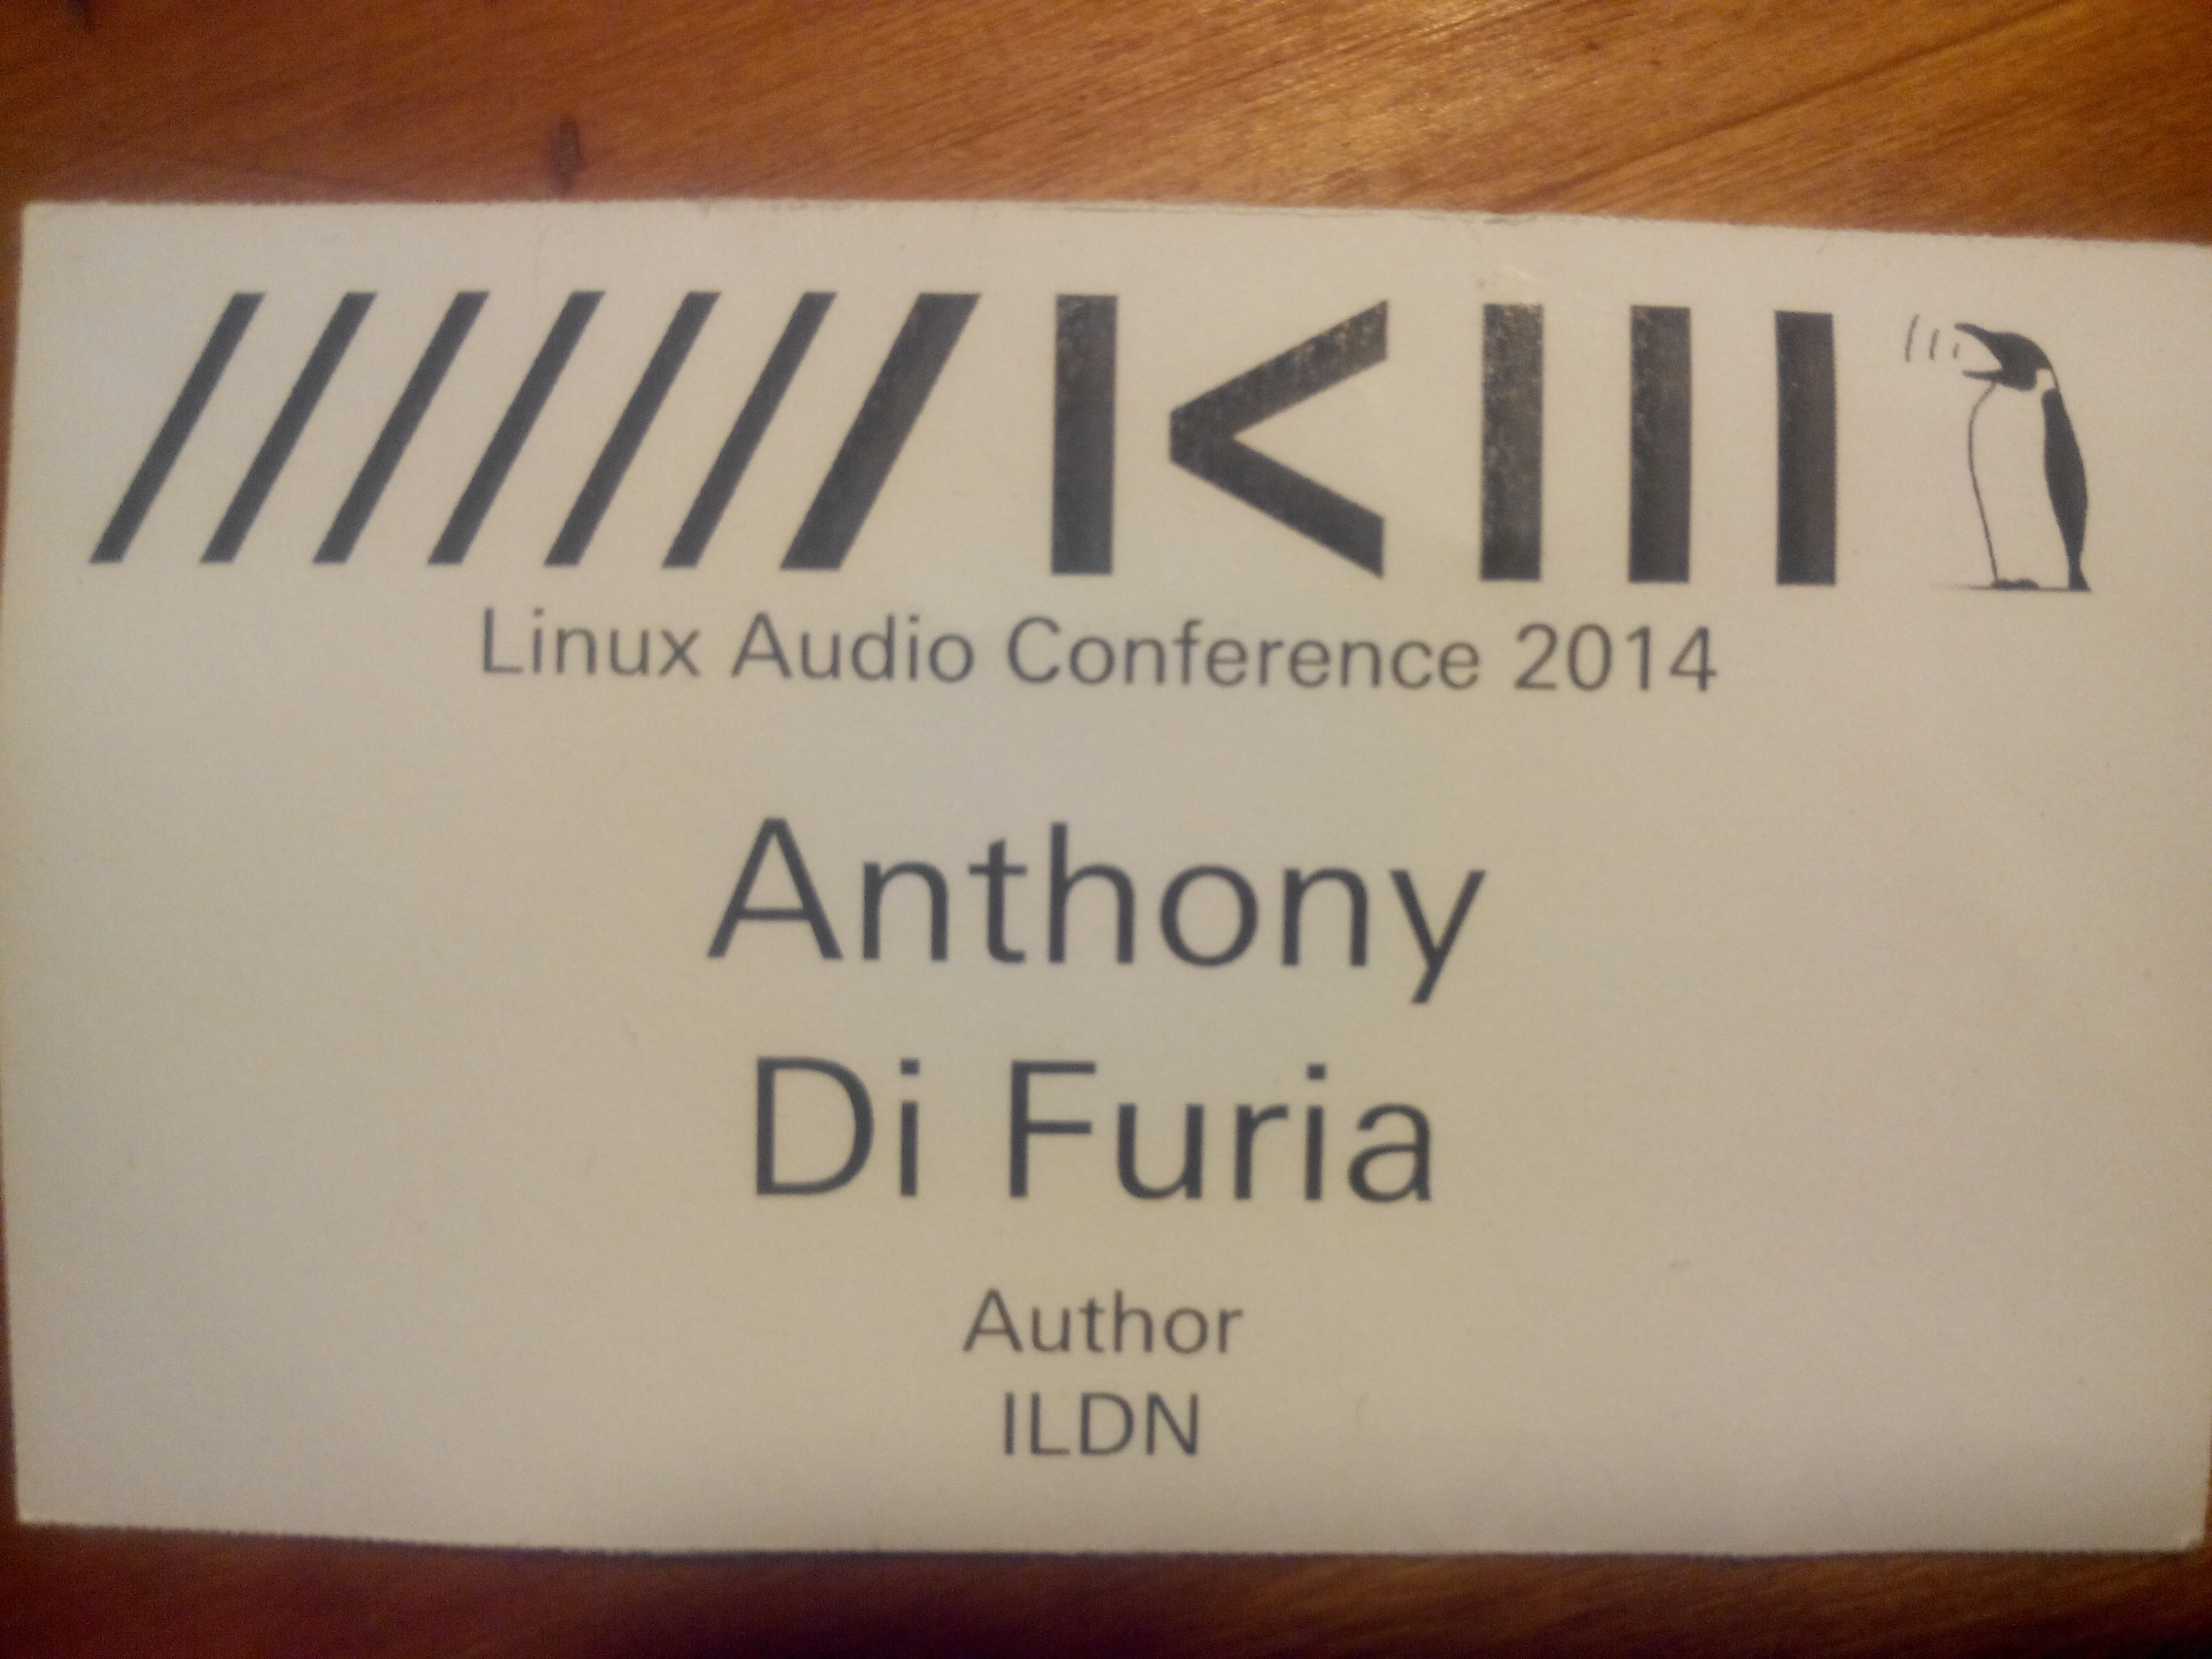 Linux Audio Conference 2014
Anthony
Di Furia
Author
ILDN